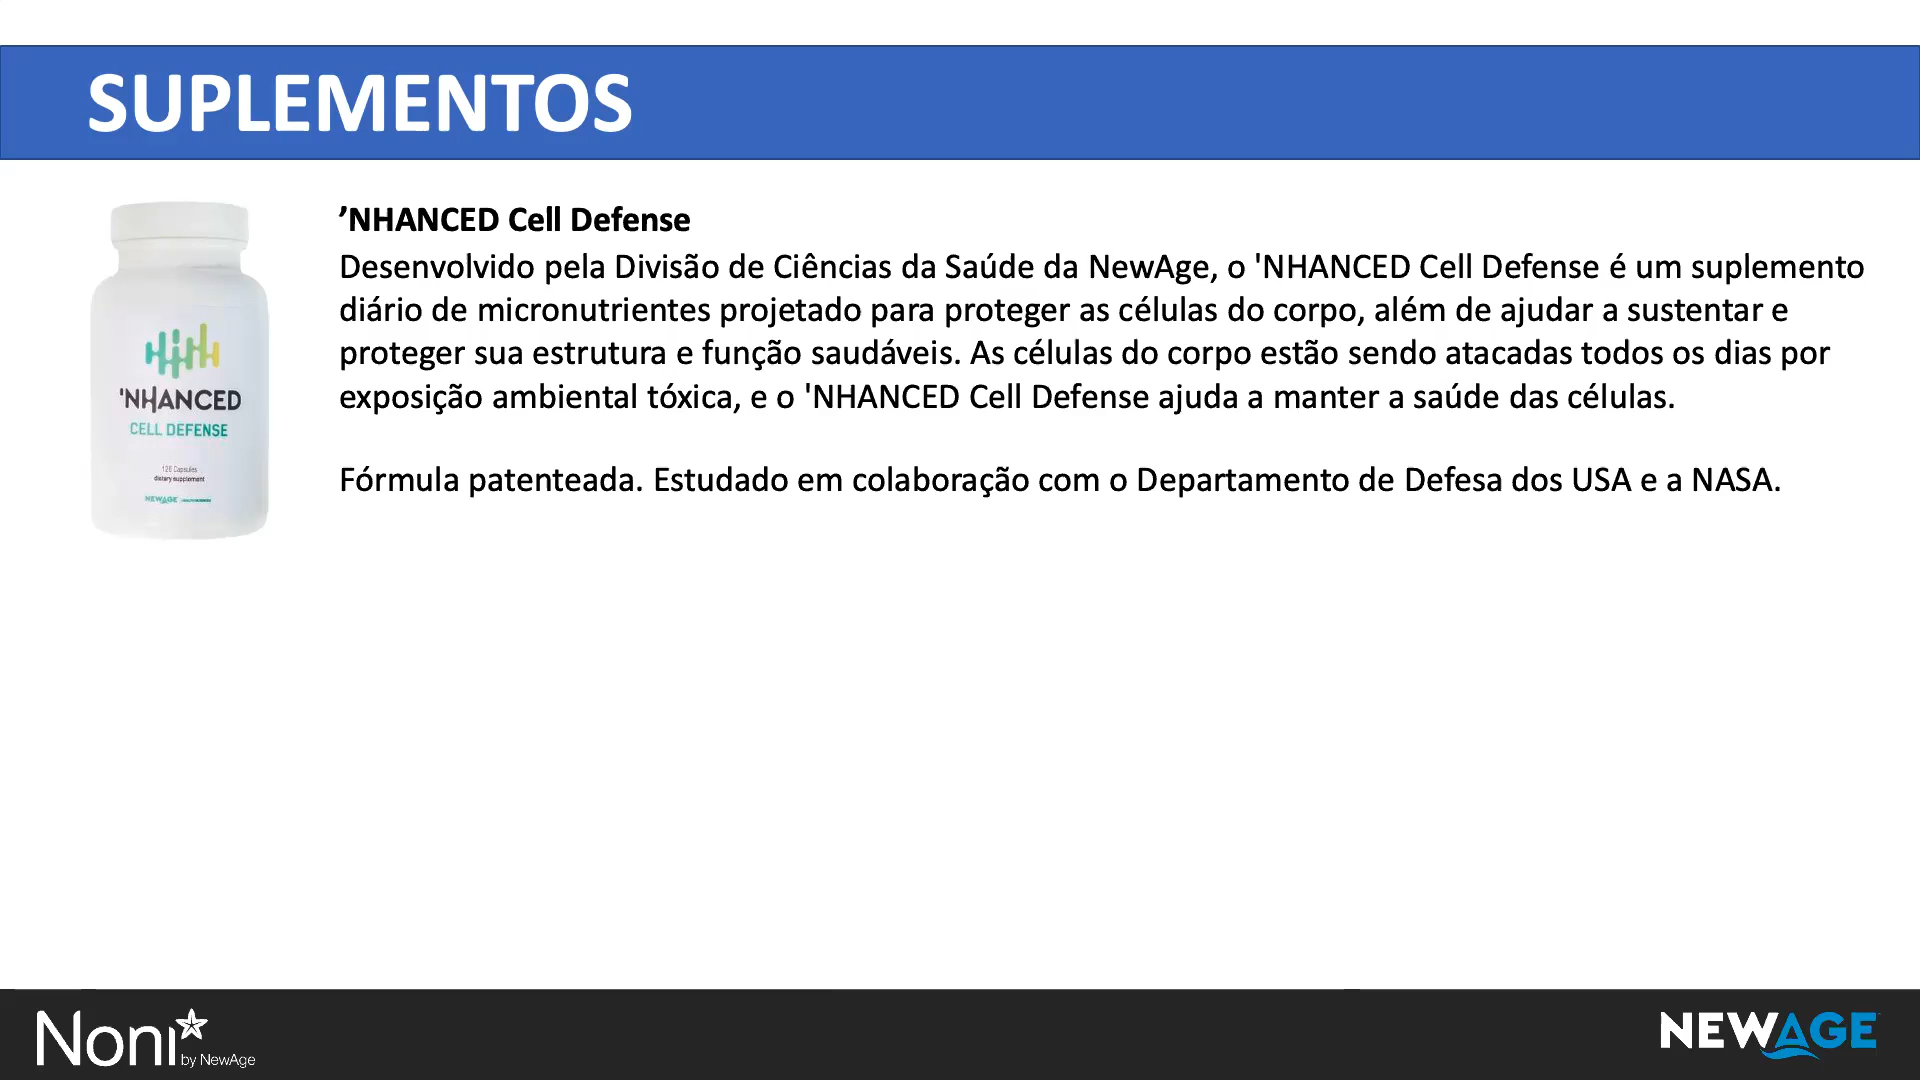 SUPLEMENTOS
’NHANCED Cell Defense
Desenvolvido pela Divisão de Ciências da Saúde da NewAge, o 'NHANCED Cell Defense é um suplemento
diário de micronutrientes projetado para proteger as células do corpo, além de ajudar a sustentar e
proteger sua estrutura e função saudáveis. As células do corpo estão sendo atacadas todos os dias por
exposição ambiental tóxica, e o 'NHANCED Cell Defense ajuda a manter a saúde das células.
Fórmula patenteada. Estudado em colaboração com o Departamento de Defesa dos USA e a NASA.
'NHANCED
CELL DEFENSE
Capsules
dietary supplement
NEWAGE
Noni
by NewAge
NEWAGE